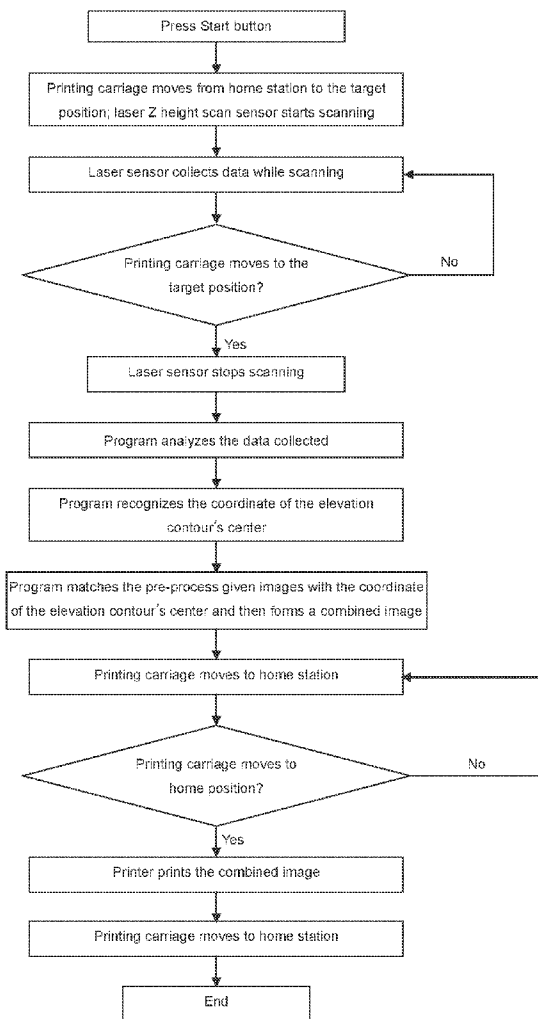 Press Start button
Printing carriage moves from home station to the target
position; laser Z height scan sensor starts scanning
Laser sensor collects data while scanning
Printing carriage moves to the
target position?
No
Yes
Laser sensor stops scanning
Program analyzes the data collected
Program recognizes the coordinate of the elevation
contour's center
Program matches the pre-process given images with the coordinate
of the elevation contour's center and then forms a combined image
Printing carriage moves to home station
Printing carriage moves to
home position?
No
Yes
Printer prints the combined image
Printing carriage moves to home station
End